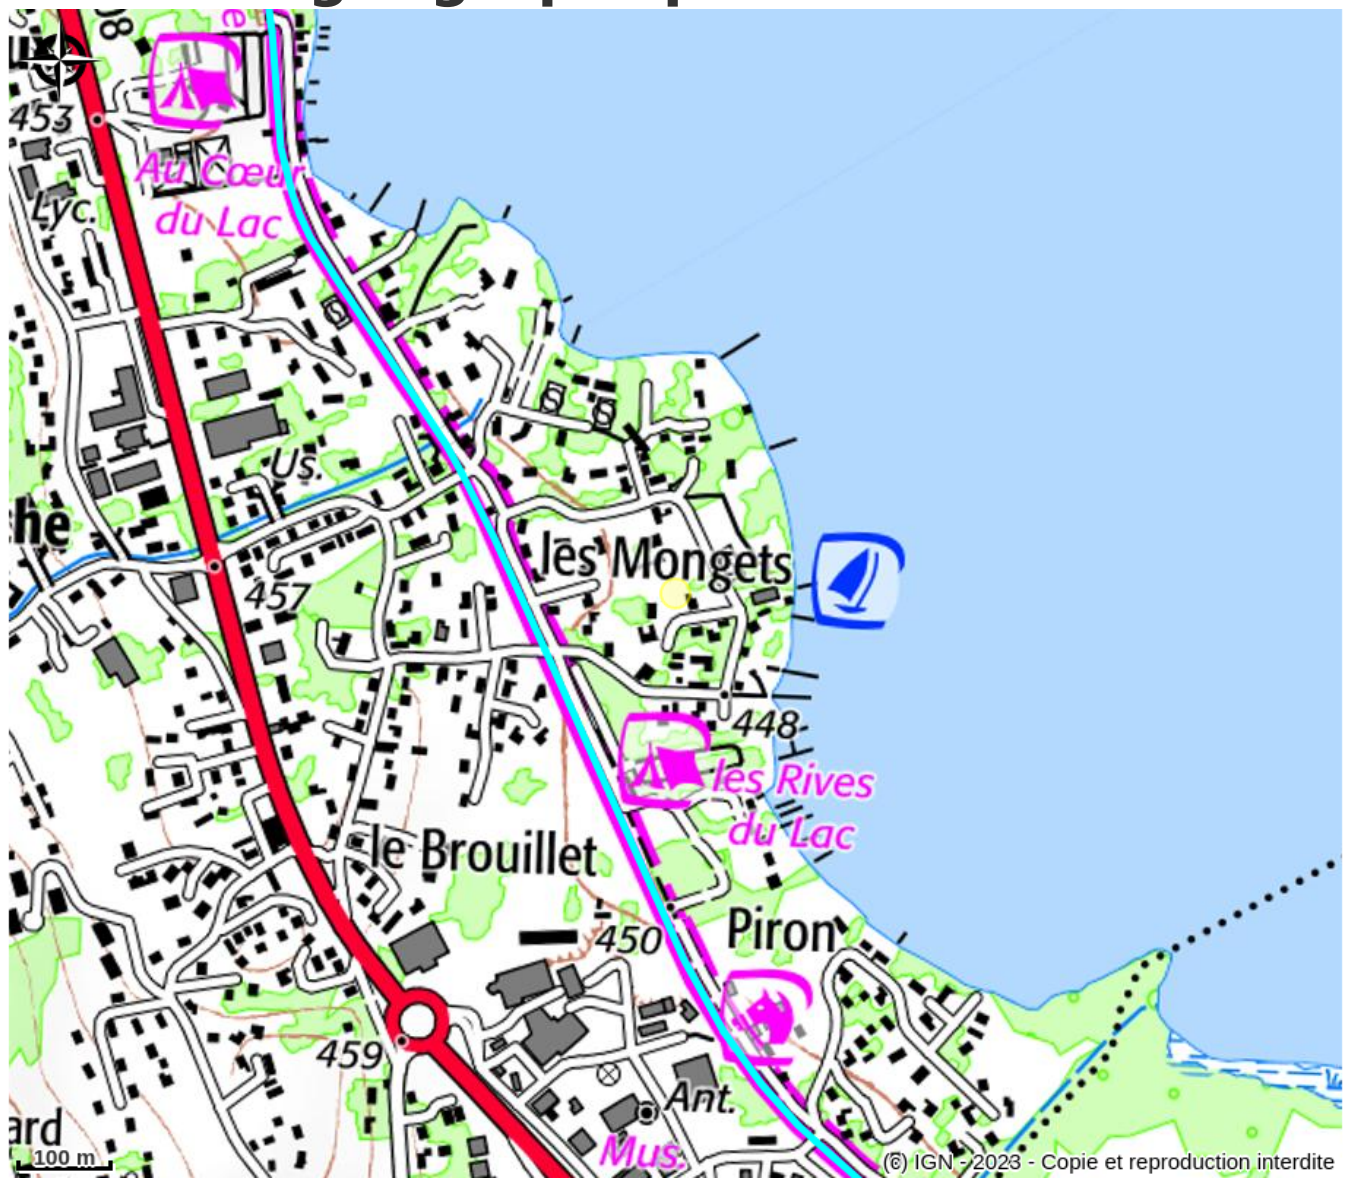 453
Au Cœur
du Lac
Lyc.
Us.
he
457
les Mongets
448
les Rives
du Lac
le Brouillet
Piron
450
459
Ant.
ard
Mus.
100 m
(c) IGN - 2023 - Copie et reproduction interdite